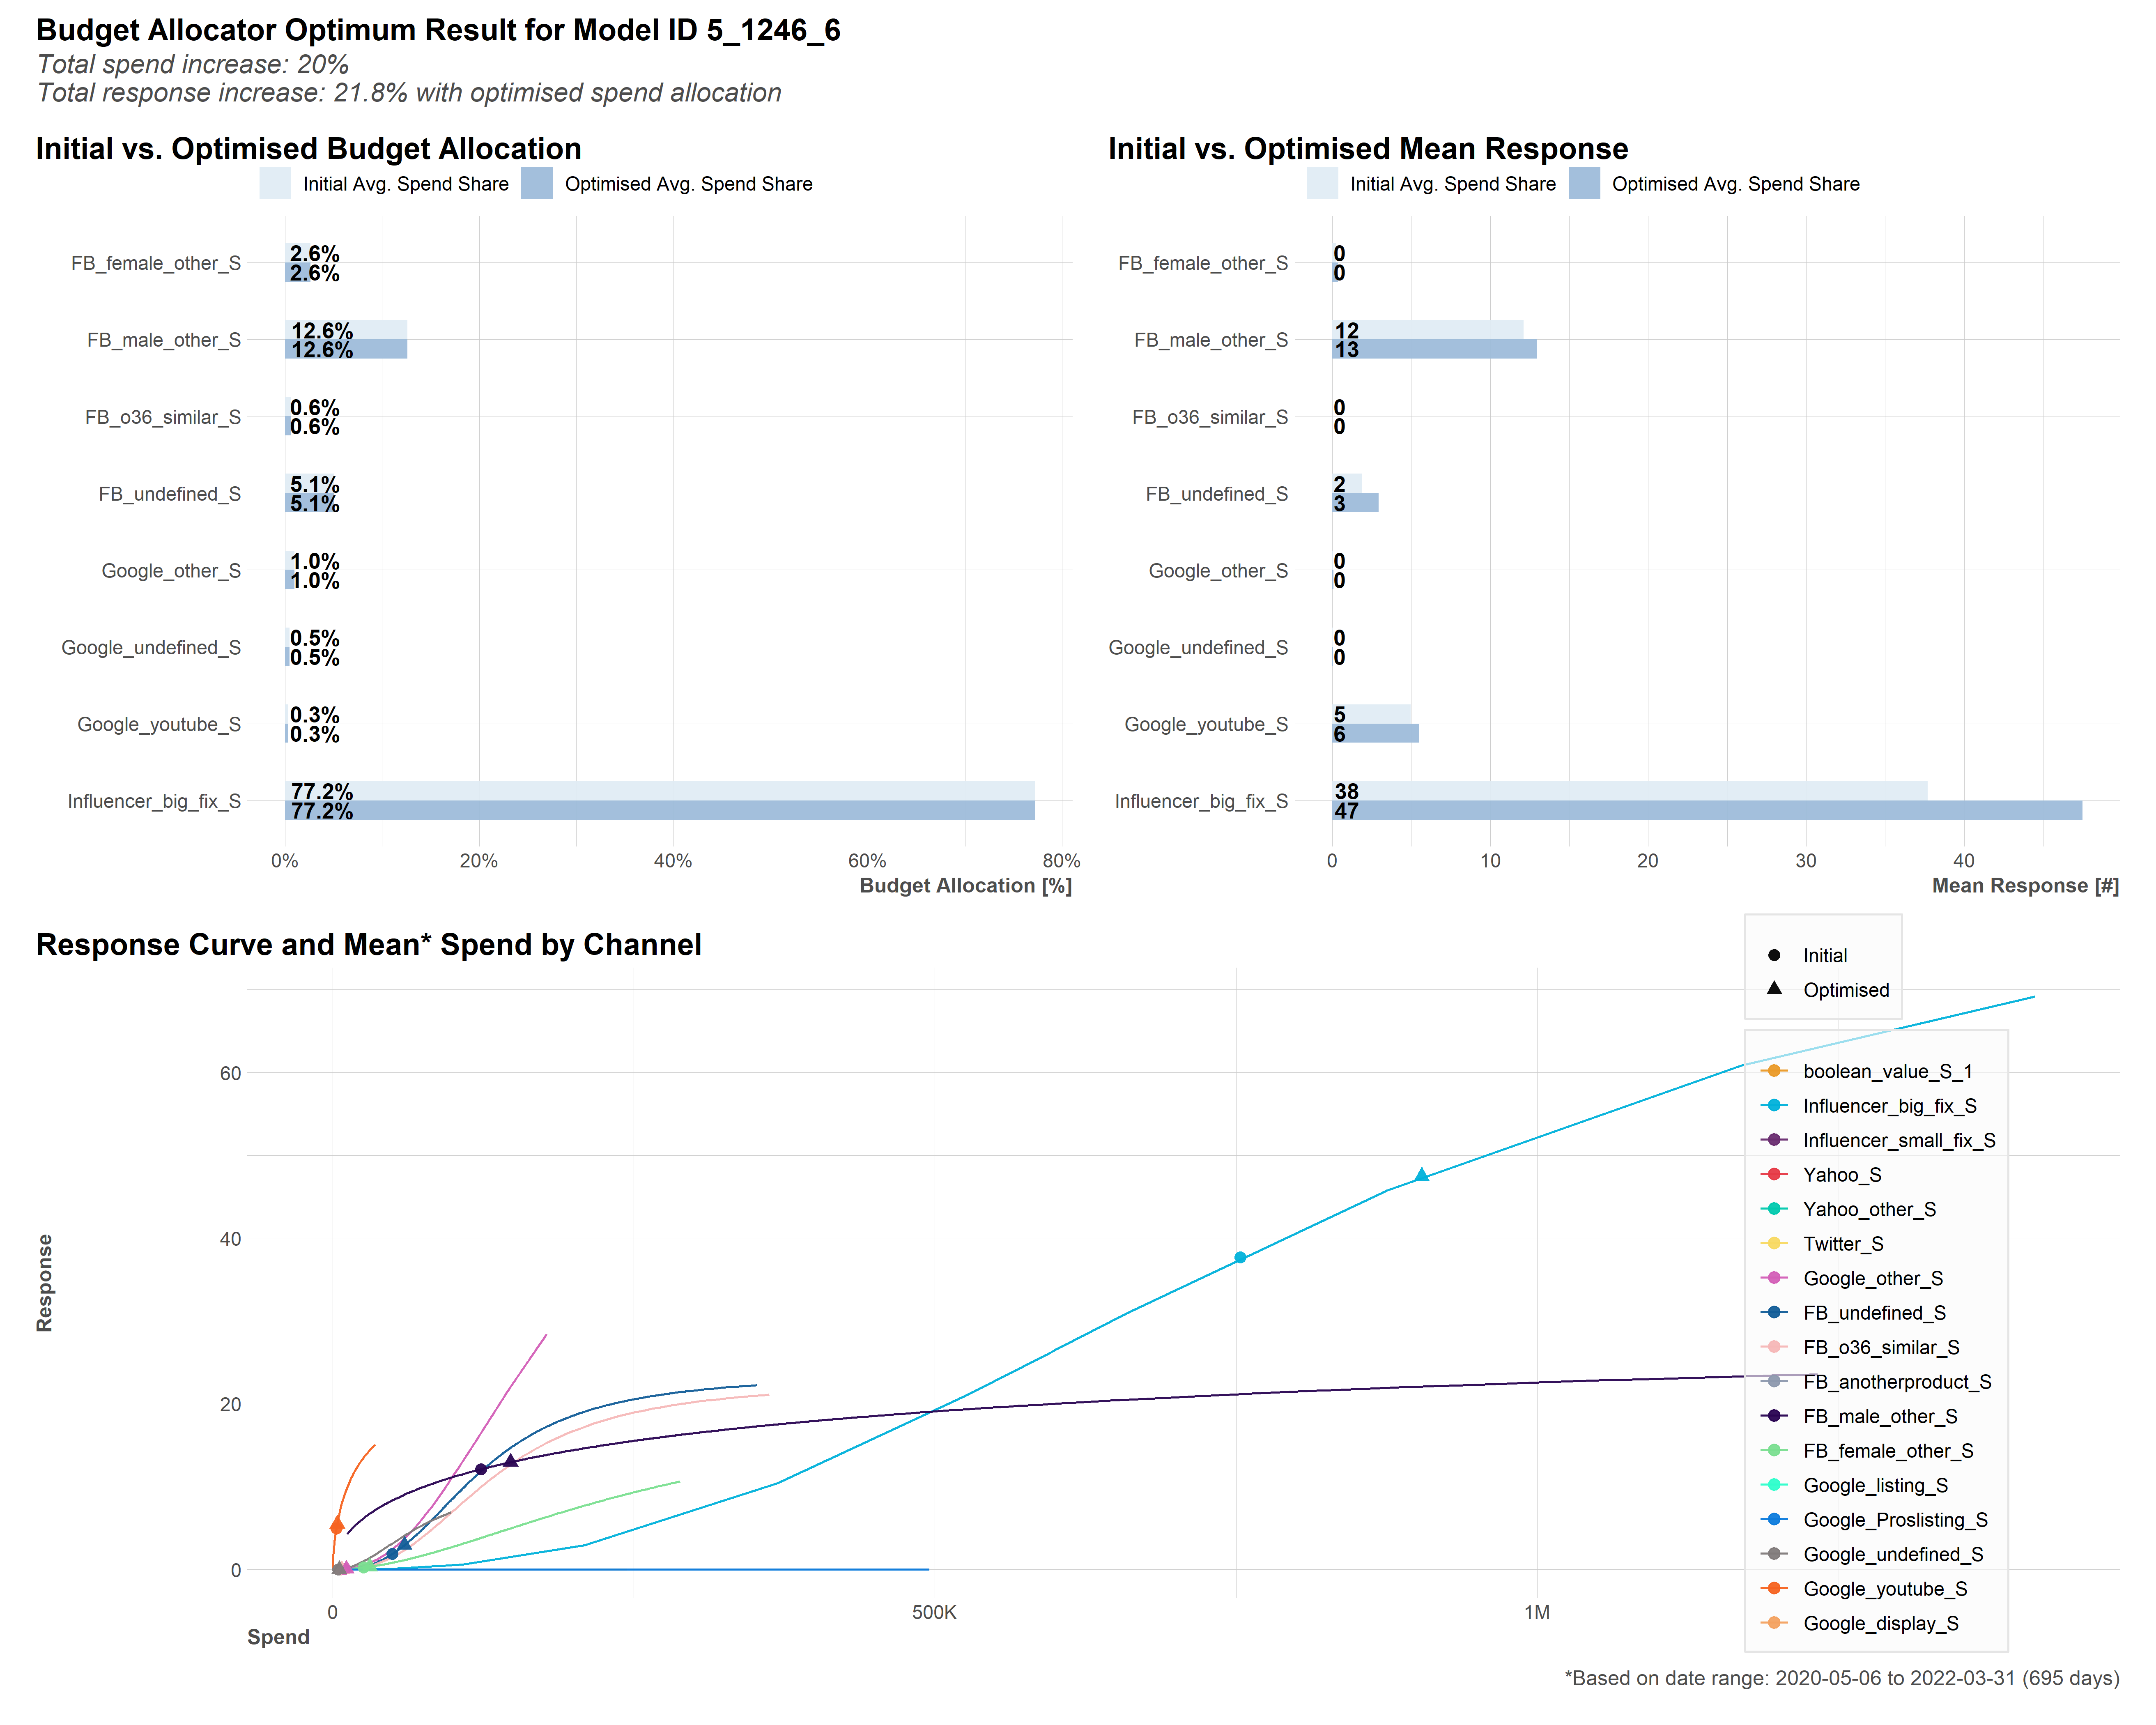 Budget Allocator Optimum Result for Model ID 5_1246_6
Total spend increase: 20%
Total response increase: 21.8% with optimised spend allocation
Initial vs. Optimised Budget Allocation
Initial Avg. Spend Share Optimised Avg. Spend Share
FB_female_other_S 2.6%
2.6%
FB_male_other_S 12.6%
12.6%
FB_o36_similar_S 0.6%
0.6%
FB_undefined_S 5.1%
5.1%
Google_other_S 1.0%
1.0%
Google_undefined_S 0.5%
0.5%
Google_youtube_S 0.3%
0.3%
Influencer_big_fix_S 77.2%
77.2%
0% 20% 40% 60% 80%
Budget Allocation [%]
Initial vs. Optimised Mean Response
Initial Avg. Spend Share Optimised Avg. Spend Share
FB_female_other_S 0
0
FB_male_other_S 12
13
FB_o36_similar_S 0
0
FB_undefined_S 2
3
Google_other_S 0
0
Google_undefined_S 0
0
Google_youtube_S 5
6
Influencer_big_fix_S 38
47
0 10 20 30 40
Mean Response [#]
Response Curve and Mean* Spend by Channel
Response
60
40
20
0
0 500K 1M
Spend
Initial
Optimised
boolean_value_S_1
Influencer_big_fix_S
Influencer_small_fix_S
Yahoo_S
Yahoo_other_S
Twitter_S
Google_other_S
FB_undefined_S
FB_o36_similar_S
FB_anotherproduct_S
FB_male_other_S
FB_female_other_S
Google_listing_S
Google_Proslisting_S
Google_undefined_S
Google_youtube_S
Google_display_S
*Based on date range: 2020-05-06 to 2022-03-31 (695 days)